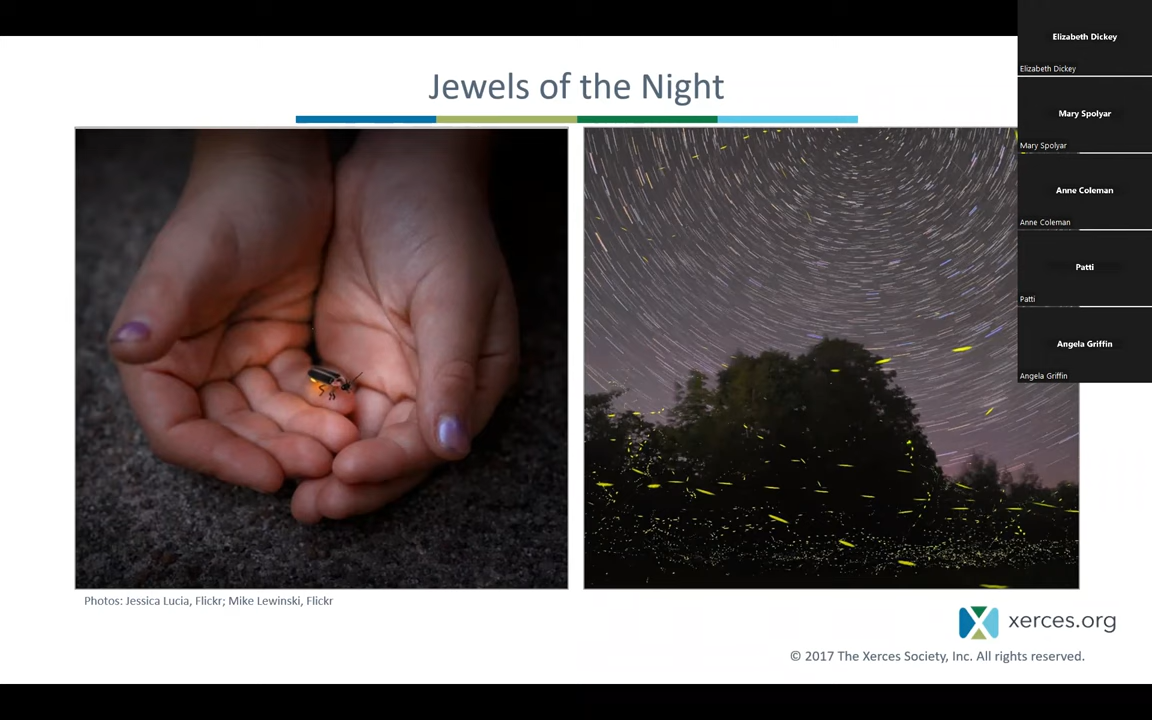 Jewels of the Night
Elizabeth Dickey
Elizabeth Dickey
Mary Spolyar
Mary Spolyar
Anne Coleman
Anne Coleman
Patti
Patti
Angela Griffin
Angela Griffin
Photos: Jessica Lucia, Flickr; Mike Lewinski, Flickr
xerces.org
© 2017 The Xerces Society, Inc. All rights reserved.